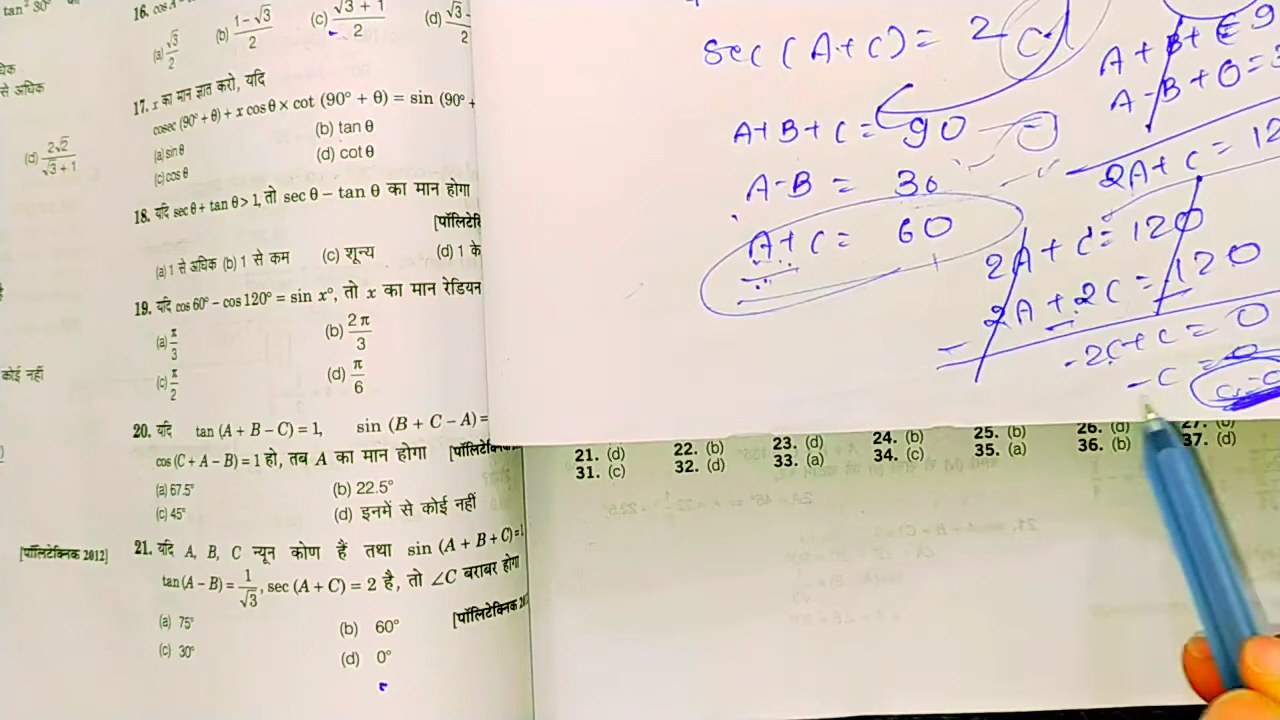 tan² 30°
16. cos A
(a) √3/2 (b) (1 − √3)/2 (c) (√3 + 1)/2 (d)
से अधिक
17. x का मान ज्ञात करो, यदि
cosec (90° + θ) + x cos θ × cot (90° + θ) = sin (90° +
(a) sin θ (b) tan θ
(c) cos θ (d) cot θ
(d) 2√2/(√3 + 1)
18. यदि sec θ + tan θ > 1, तो sec θ − tan θ का मान होगा
(a) 1 से अधिक (b) 1 से कम (c) शून्य (d) 1 के
19. यदि cos 60° − cos 120° = sin x°, तो x का मान रेडियन
(a) π/3 (b) 2π/3
(c) π/2 (d) π/6
कोई नहीं
20. यदि tan (A + B − C) = 1, sin (B + C − A) =
cos (C + A − B) = 1 हो, तब A का मान होगा
(a) 67.5° (b) 22.5°
(c) 45° (d) इनमें से कोई नहीं
[पॉलिटेक्निक 2012]
21. यदि A, B, C न्यून कोण हैं तथा sin (A + B + C) = 1
tan (A − B) = 1/√3, sec (A + C) = 2 है, तो ∠C बराबर होगा
(a) 75° (b) 60°
(c) 30° (d) 0°
sec (A+C) = 2
A+B+C = 90
A-B = 30
A+C = 60
2A + C = 12
2A + C = 120
2A + 2C = 120
-2C + C = 0
-C = 0
21. (d) 22. (b) 23. (d) 24. (b) 25. (b) 26. (d)
31. (c) 32. (d) 33. (a) 34. (c) 35. (a) 36. (b) 37. (d)